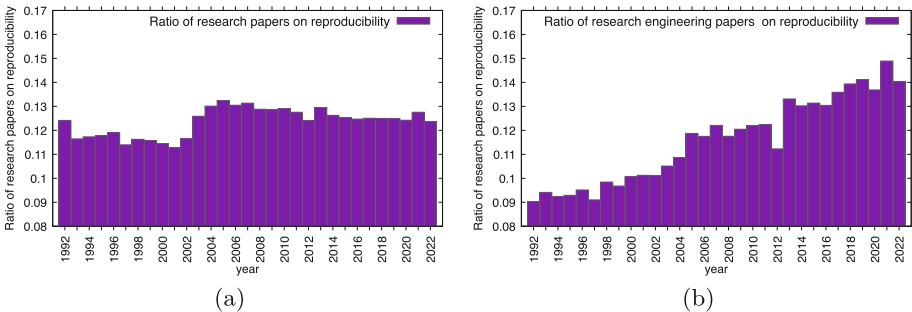 Ratio of research papers on reproducibility
Ratio of research papers on reproducibility
0.17
0.16
0.15
0.14
0.13
0.12
0.11
0.1
0.09
0.08
1992 1994 1996 1998 2000 2002 2004 2006 2008 2010 2012 2014 2016 2018 2020 2022
year
(a)
Ratio of research engineering papers on reproducibility
Ratio of research papers on reproducibility
0.17
0.16
0.15
0.14
0.13
0.12
0.11
0.1
0.09
0.08
1992 1994 1996 1998 2000 2002 2004 2006 2008 2010 2012 2014 2016 2018 2020 2022
year
(b)